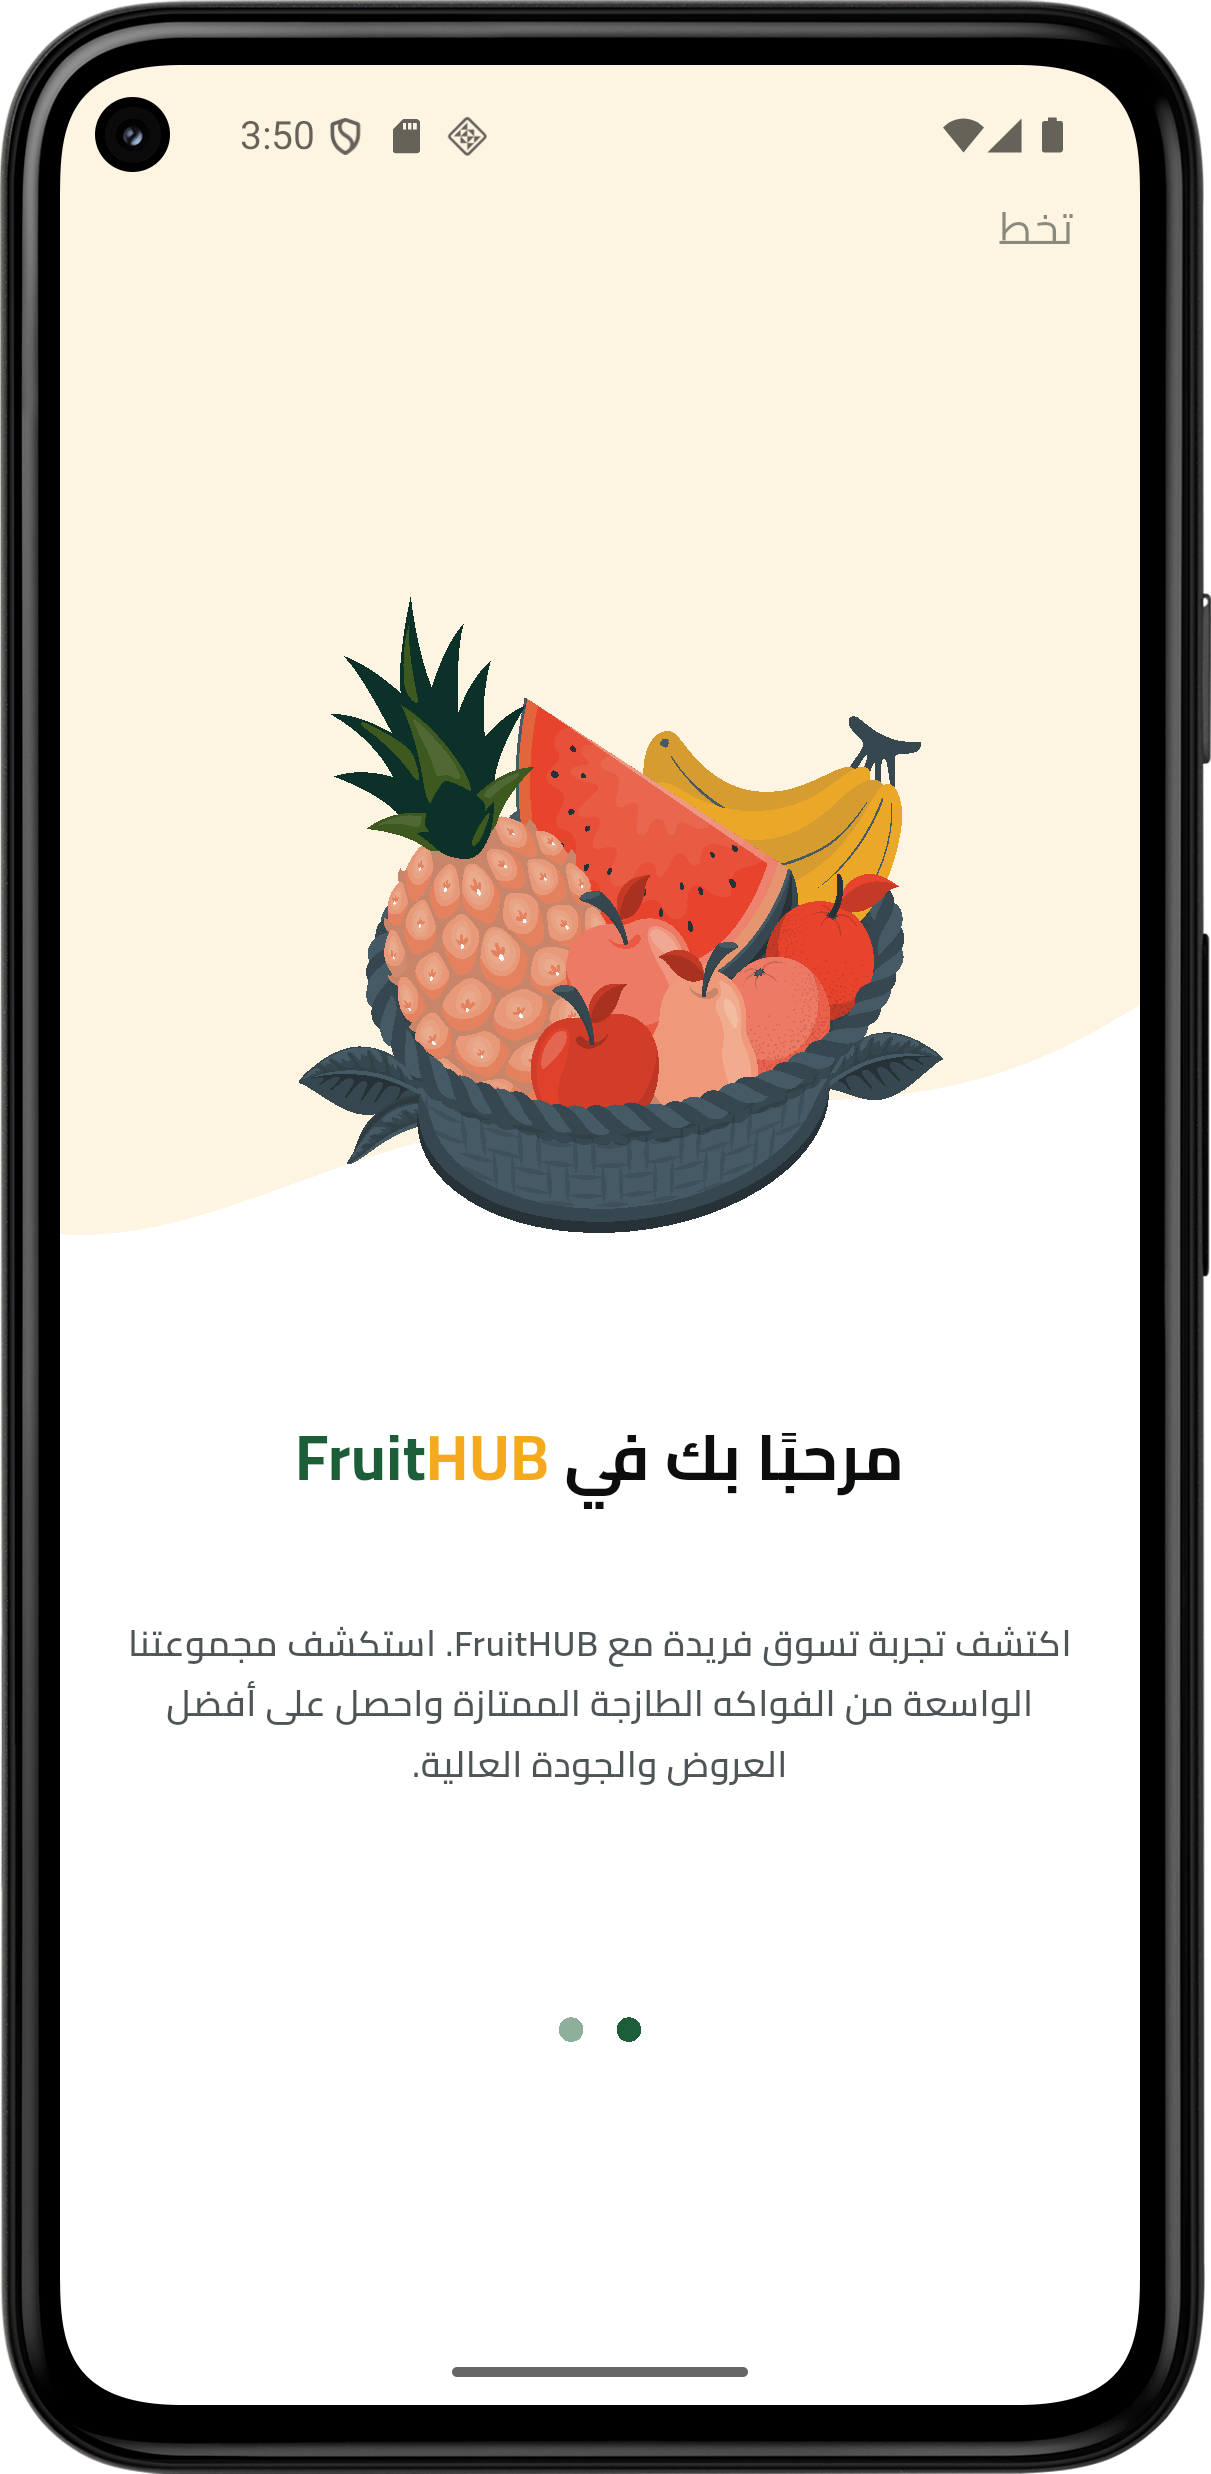 3:50
تخط
مرحبًا بك في FruitHUB
اكتشف تجربة تسوق فريدة مع FruitHUB. استكشف مجموعتنا
الواسعة من الفواكه الطازجة الممتازة واحصل على أفضل
العروض والجودة العالية.